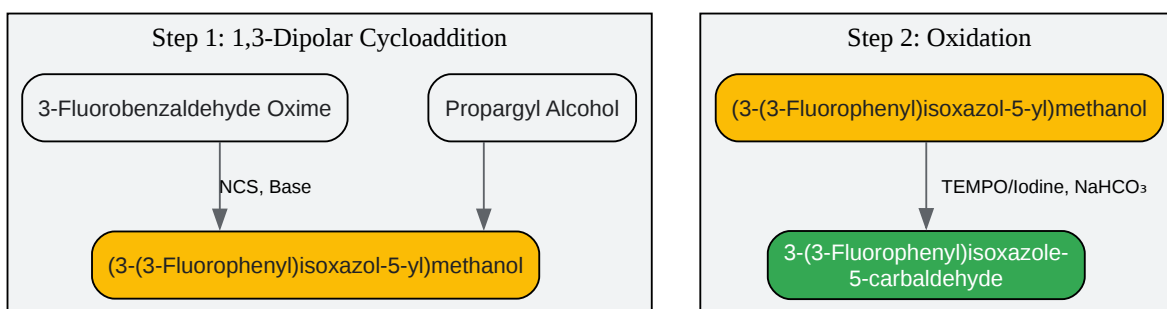 Step 1: 1,3-Dipolar Cycloaddition
3-Fluorobenzaldehyde Oxime
Propargyl Alcohol
NCS, Base
(3-(3-Fluorophenyl)isoxazol-5-yl)methanol
Step 2: Oxidation
(3-(3-Fluorophenyl)isoxazol-5-yl)methanol
TEMPO/Iodine, NaHCO₃
3-(3-Fluorophenyl)isoxazole-
5-carbaldehyde